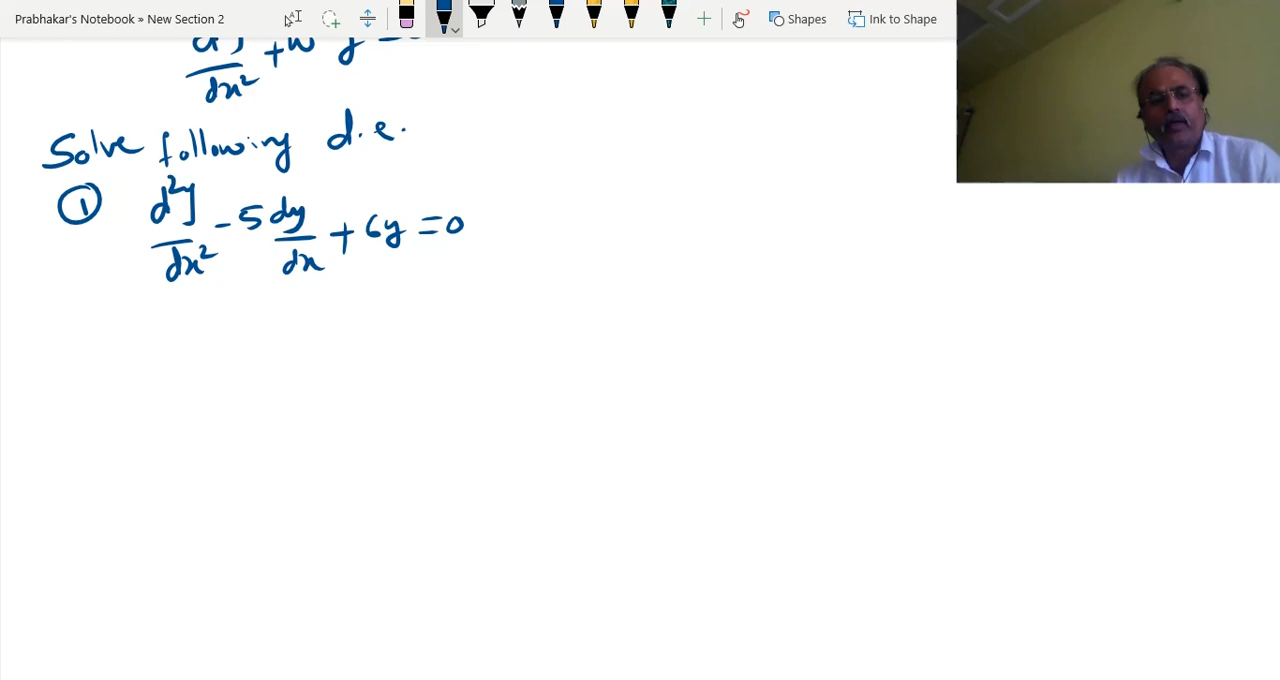 Prabhakar's Notebook » New Section 2
Shapes
Ink to Shape
dx²
Solve following d.e.
① d²y/dx² - 5 dy/dx + 6y = 0